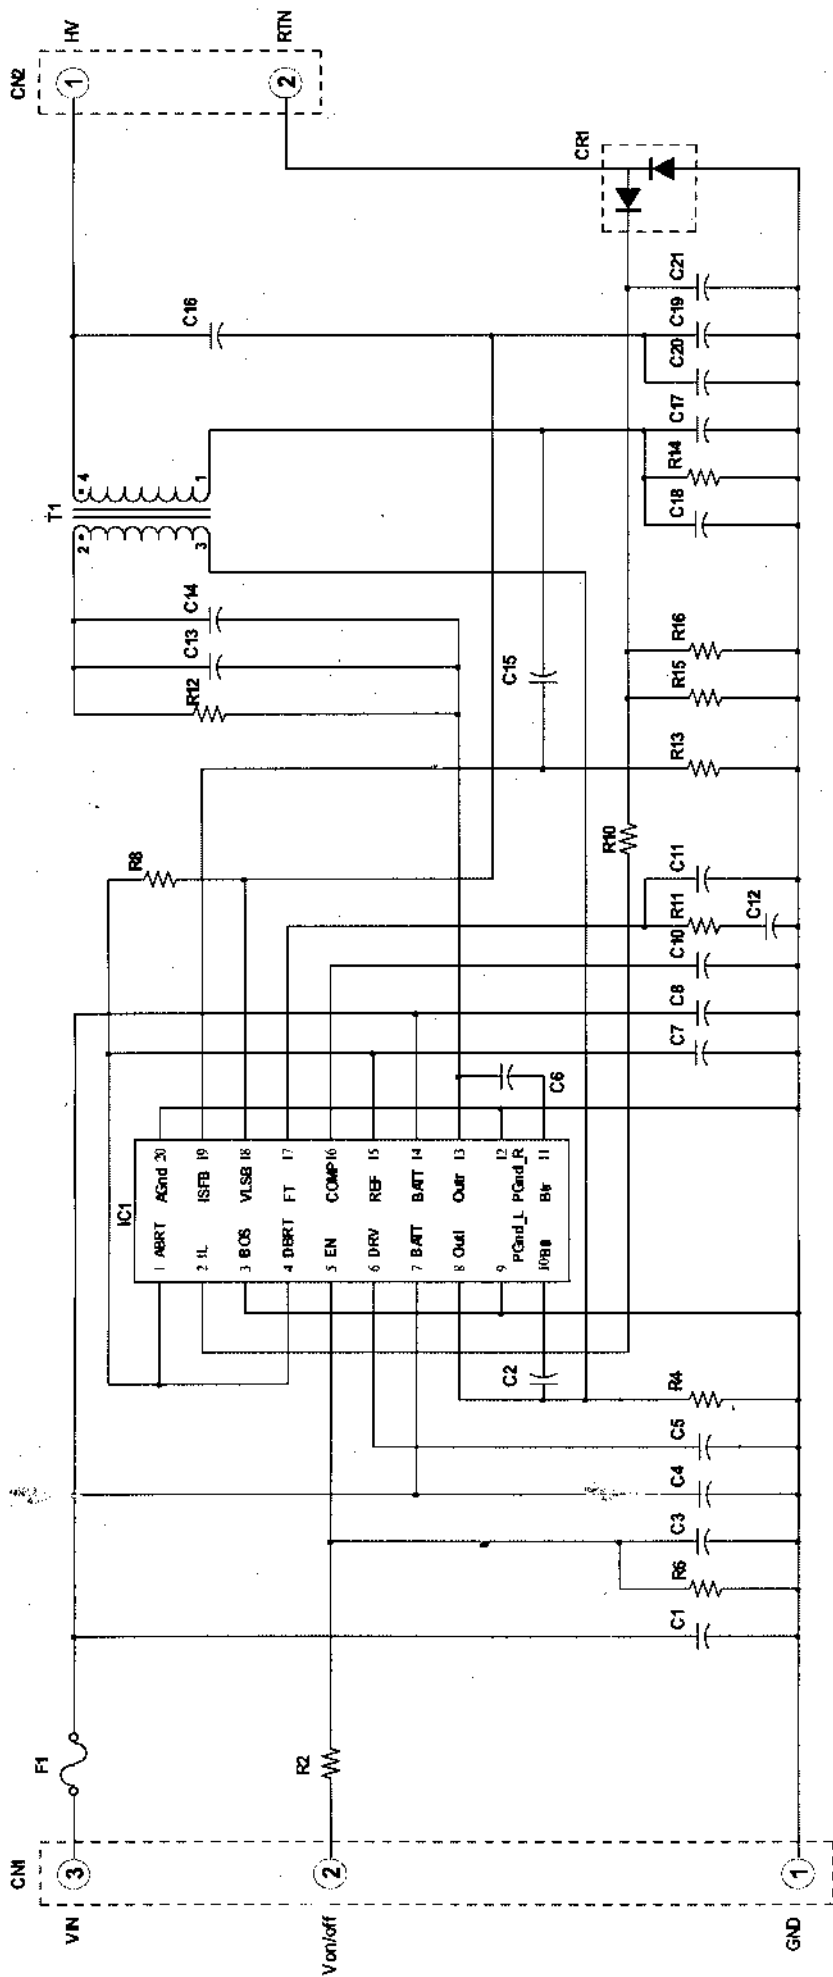 CN1
VIN
3
F1
Von/off
2
R2
GND
1
C1
R6
C3
C4
C5
R4
C2
IC1
1 ABRT AGnd 20
2 IL ISFB 19
3 BOS VLSB 18
4 DBRT FT 17
5 EN COMP 16
6 DRV REF 15
7 BATT BATT 14
8 Outl Outr 13
9 PGnd_L PGnd_R 12
10 Btl Btr 11
C6
C7
C8
C10
R11
C12
C11
R8
R10
R13
R15
R16
C15
R12
C13
C14
T1
2
4
3
1
C18
R14
C17
C20
C19
C21
C16
CR1
CN2
HV
1
RTN
2